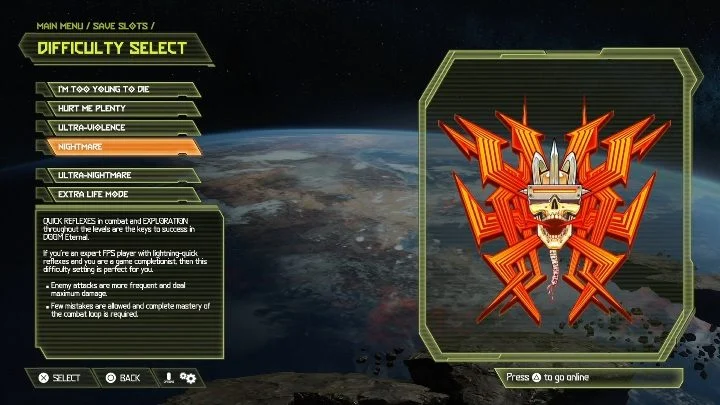 MAIN MENU / SAVE SLOTS /
DIFFICULTY SELECT
I'M TOO YOUNG TO DIE
HURT ME PLENTY
ULTRA-VIOLENCE
NIGHTMARE
ULTRA-NIGHTMARE
EXTRA LIFE MODE
QUICK REFLEXES in combat and EXPLORATION
throughout the levels are the keys to success in
DOOM Eternal.
If you're an expert FPS player with lightning-quick
reflexes and you are a game completionist, then this
difficulty setting is perfect for you.
Enemy attacks are more frequent and deal
maximum damage.
Few mistakes are allowed and complete mastery of
the combat loop is required.
SELECT BACK
Press to go online